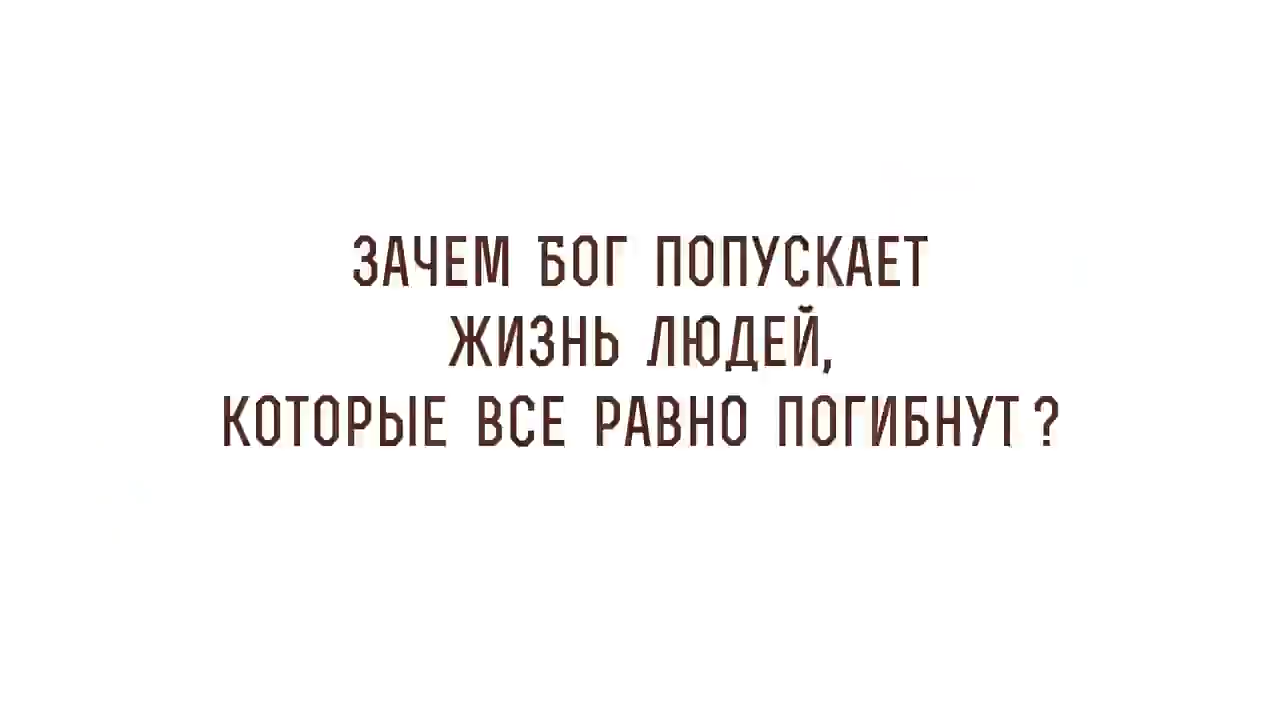 ЗАЧЕМ БОГ ПОПУСКАЕТ
ЖИЗНЬ ЛЮДЕЙ,
КОТОРЫЕ ВСЕ РАВНО ПОГИБНУТ ?